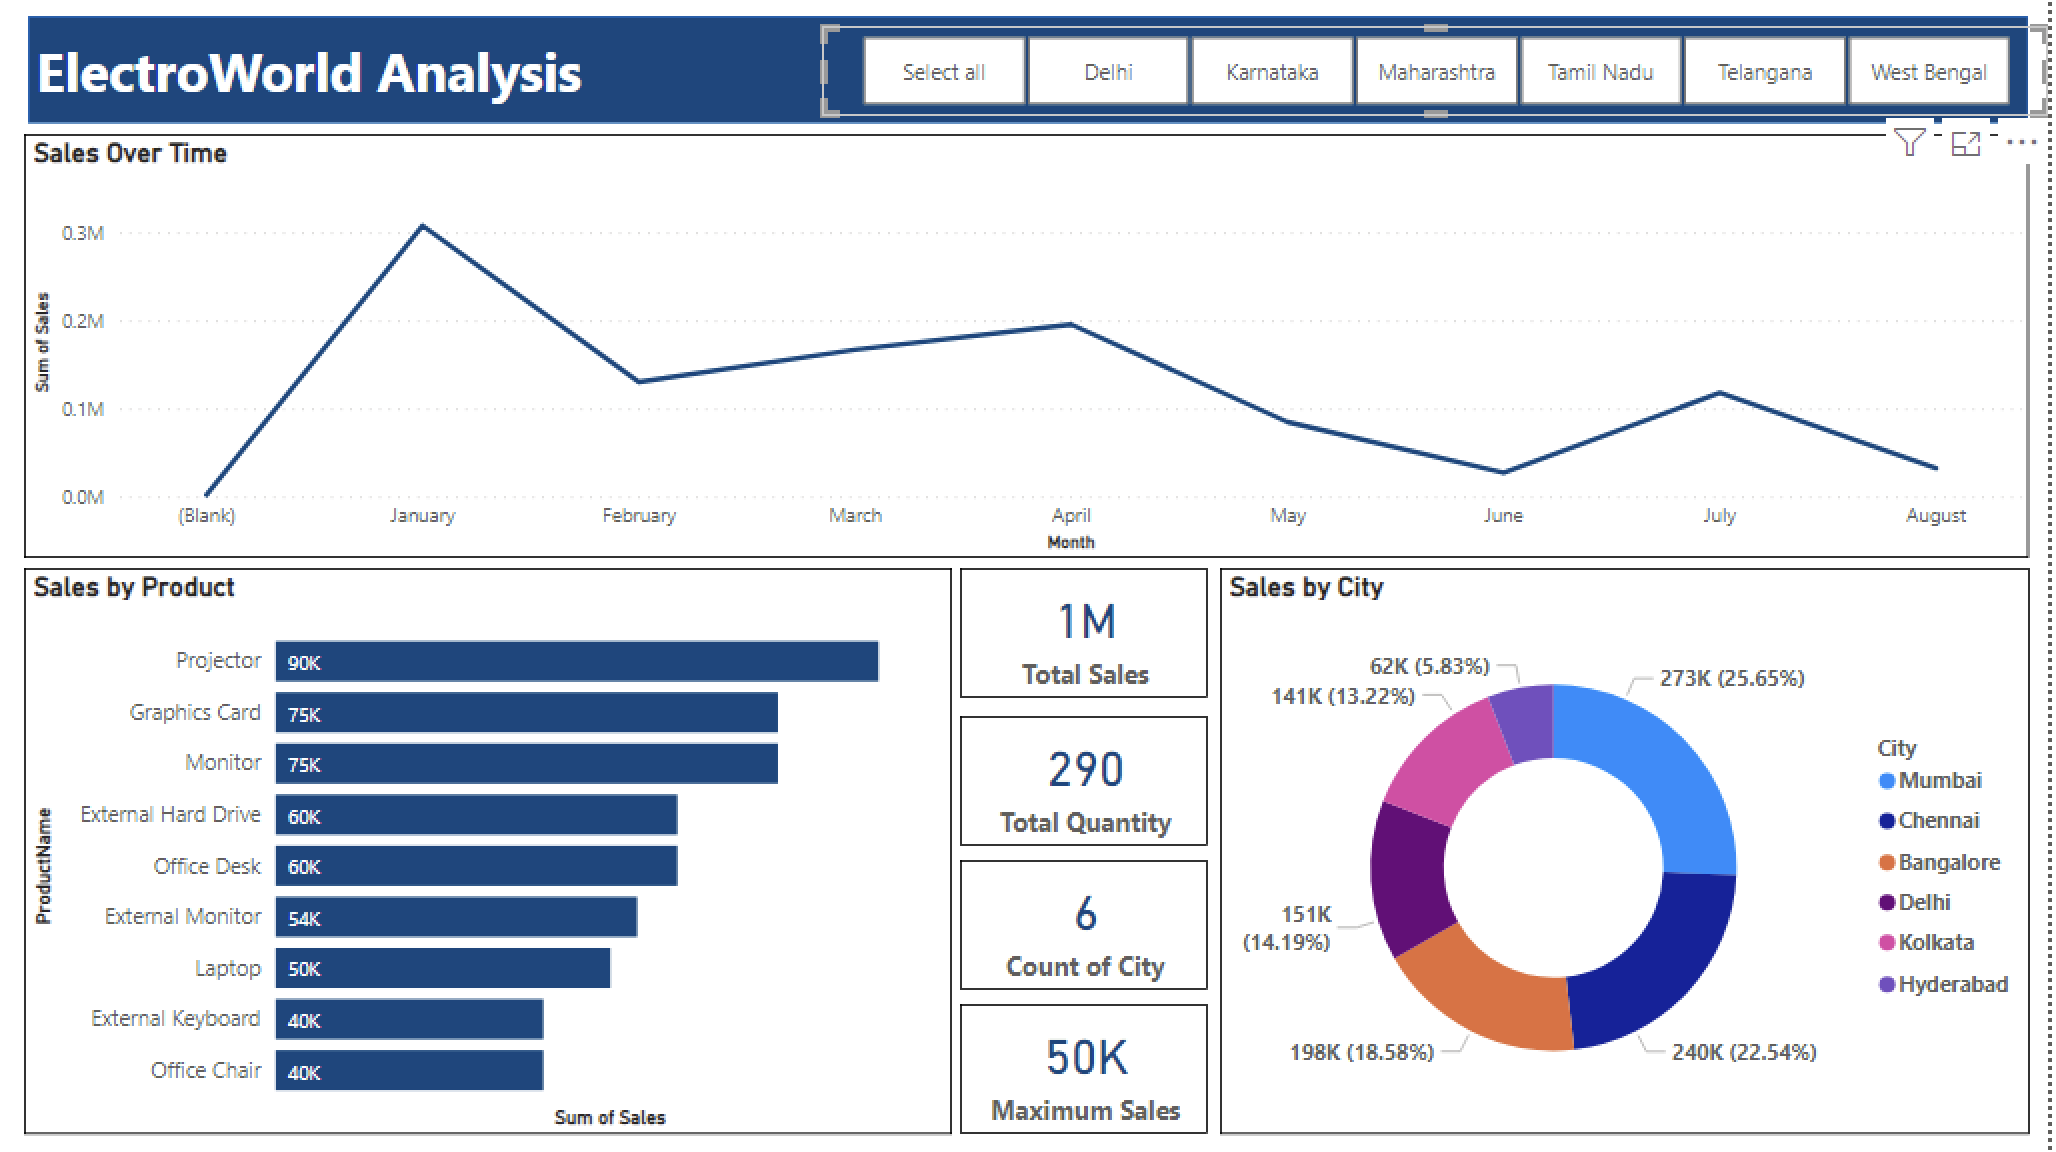 ElectroWorld Analysis
Select all Delhi Karnataka Maharashtra Tamil Nadu Telangana West Bengal
Sales Over Time
Sum of Sales
0.3M
0.2M
0.1M
0.0M
(Blank) January February March April May June July August
Month
Sales by Product
ProductName
Projector 90K
Graphics Card 75K
Monitor 75K
External Hard Drive 60K
Office Desk 60K
External Monitor 54K
Laptop 50K
External Keyboard 40K
Office Chair 40K
Sum of Sales
1M
Total Sales
290
Total Quantity
6
Count of City
50K
Maximum Sales
Sales by City
62K (5.83%)
273K (25.65%)
141K (13.22%)
151K
(14.19%)
198K (18.58%)
240K (22.54%)
City
Mumbai
Chennai
Bangalore
Delhi
Kolkata
Hyderabad